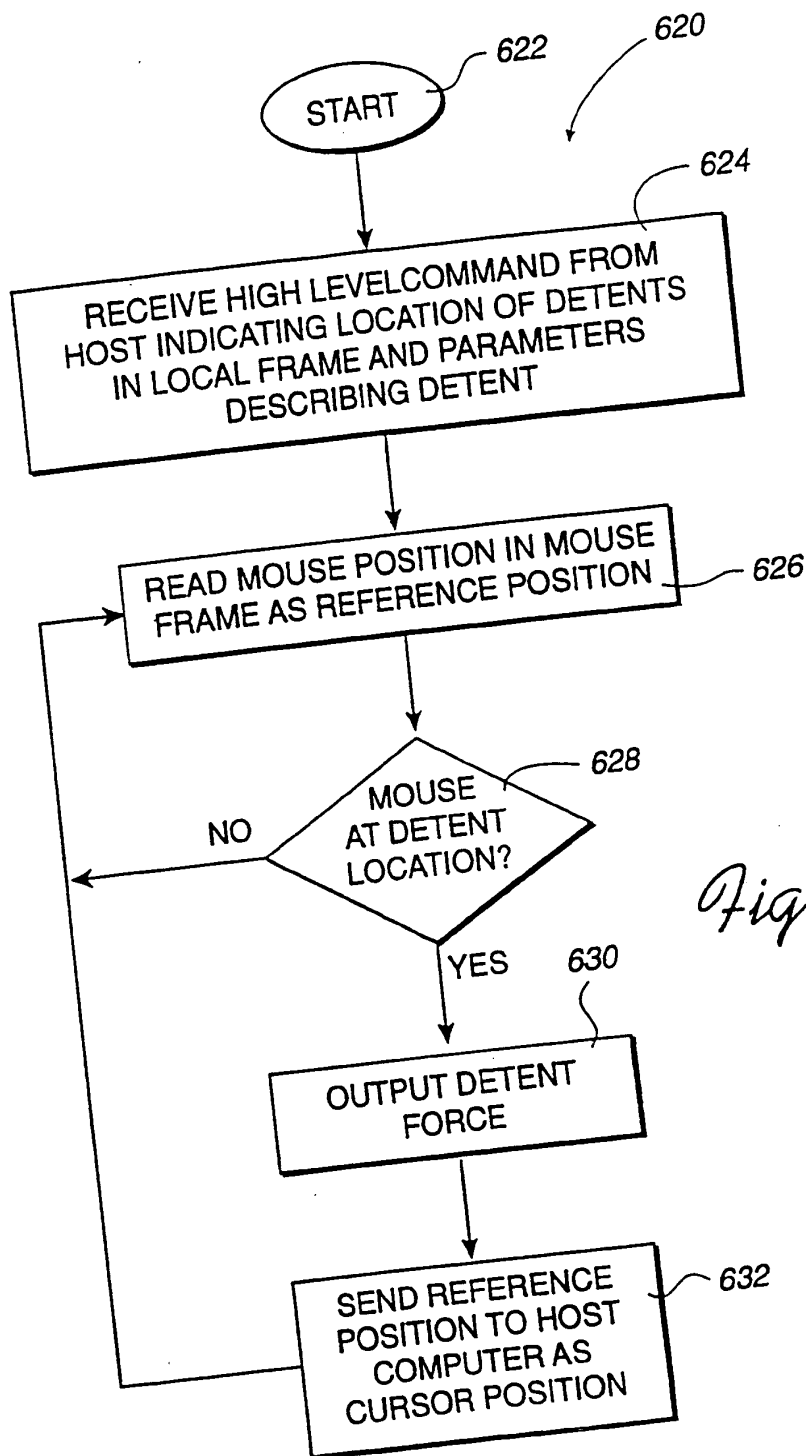 620
622
START
624
RECEIVE HIGH LEVELCOMMAND FROM
HOST INDICATING LOCATION OF DETENTS
IN LOCAL FRAME AND PARAMETERS
DESCRIBING DETENT
READ MOUSE POSITION IN MOUSE
FRAME AS REFERENCE POSITION
626
MOUSE
AT DETENT
LOCATION?
628
NO
YES
Fig
630
OUTPUT DETENT
FORCE
SEND REFERENCE
POSITION TO HOST
COMPUTER AS
CURSOR POSITION
632